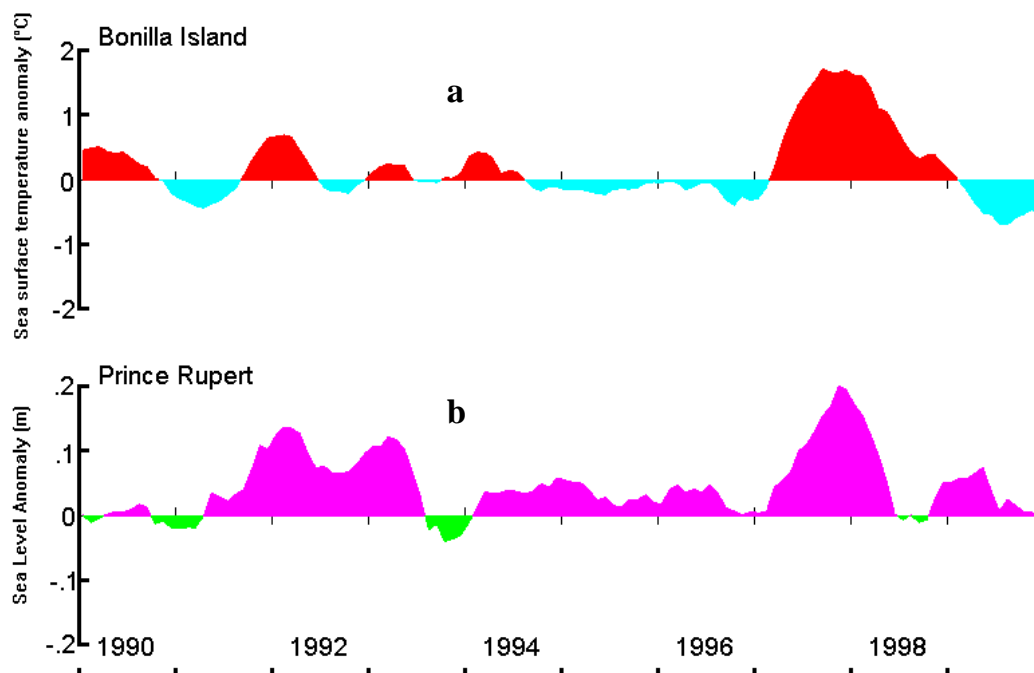 Sea surface temperature anomaly (°C)
Bonilla Island
a
2
1
0
-1
-2
Sea Level Anomaly (m)
Prince Rupert
b
.2
.1
0
-.1
-.2
1990 1992 1994 1996 1998